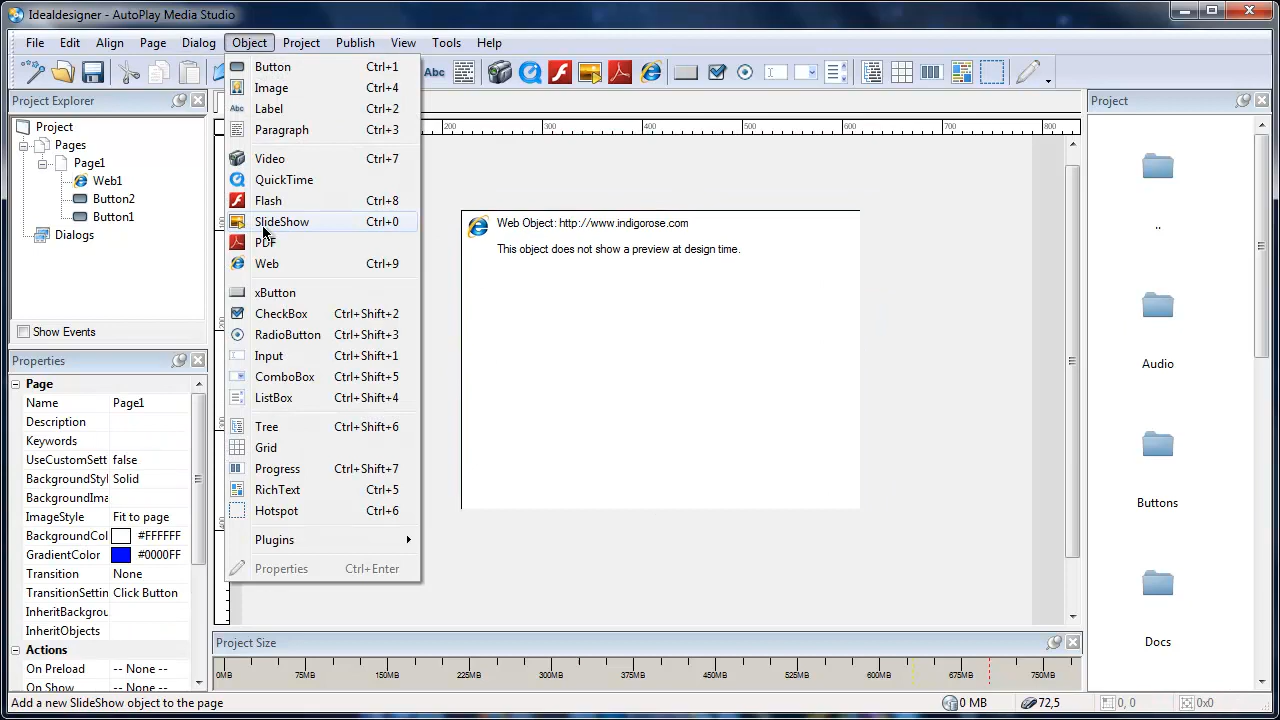 Idealdesigner - AutoPlay Media Studio
File Edit Align Page Dialog Object Project Publish View Tools Help
Abc
Project Explorer
Project
Pages
Page1
Web1
Button2
Button1
Dialogs
Show Events
Properties
Page
Name Page1
Description
Keywords
UseCustomSett false
BackgroundStyl Solid
BackgroundIma
ImageStyle Fit to page
BackgroundCol #FFFFFF
GradientColor #0000FF
Transition None
TransitionSettin Click Button
InheritBackgrou
InheritObjects
Actions
On Preload -- None --
On Show -- None --
Button Ctrl+1
Image Ctrl+4
Abc Label Ctrl+2
Paragraph Ctrl+3
Video Ctrl+7
QuickTime
Flash Ctrl+8
SlideShow Ctrl+0
PDF
Web Ctrl+9
xButton
CheckBox Ctrl+Shift+2
RadioButton Ctrl+Shift+3
Input Ctrl+Shift+1
ComboBox Ctrl+Shift+5
ListBox Ctrl+Shift+4
Tree Ctrl+Shift+6
Grid
Progress Ctrl+Shift+7
RichText Ctrl+5
Hotspot Ctrl+6
Plugins
Properties Ctrl+Enter
200 300 400 500 600 700 800
Web Object: http://www.indigorose.com
This object does not show a preview at design time.
Project
..
Audio
Buttons
Docs
Project Size
0MB 75MB 150MB 225MB 300MB 375MB 450MB 525MB 600MB 675MB 750MB
Add a new SlideShow object to the page
0 MB 72,5 0, 0 0x0